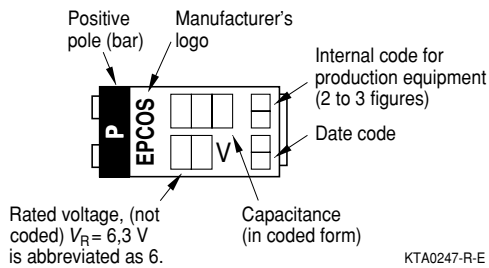 Positive
pole (bar)
Manufacturer's
logo
Internal code for
production equipment
(2 to 3 figures)
Date code
P
EPCOS
V
Rated voltage, (not
coded) VR = 6,3 V
is abbreviated as 6.
Capacitance
(in coded form)
KTA0247-R-E